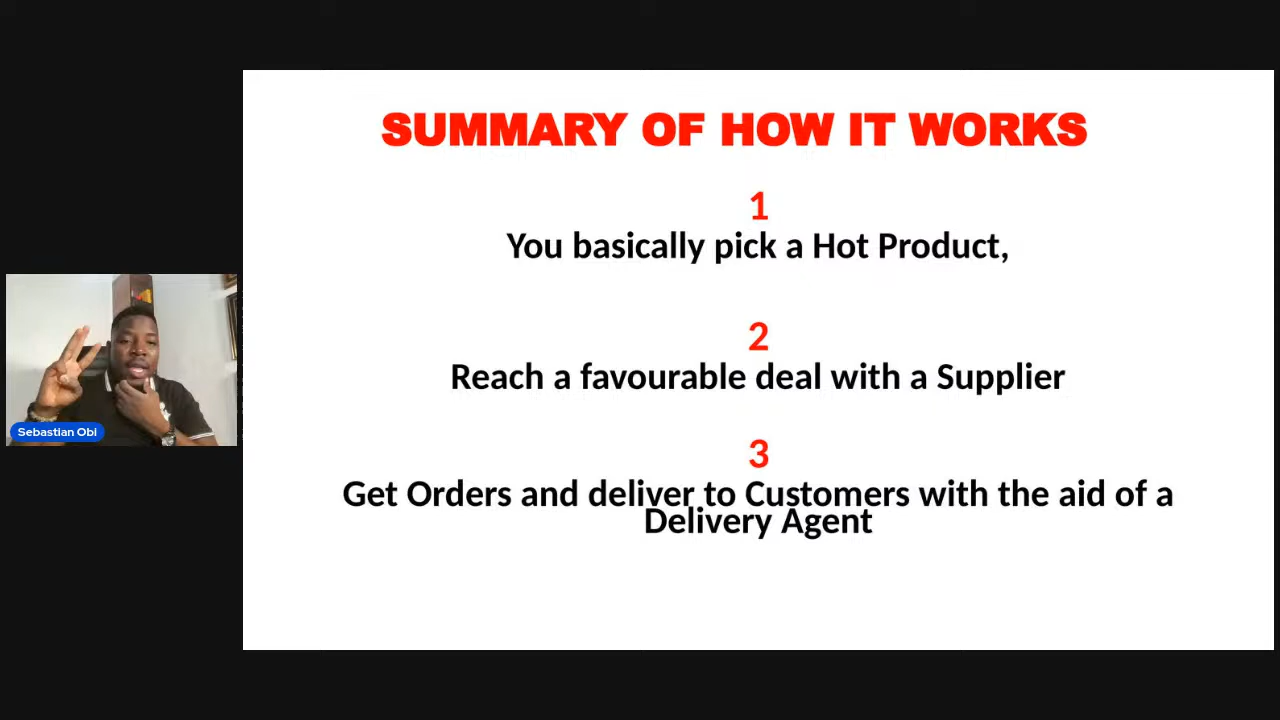 SUMMARY OF HOW IT WORKS
1
You basically pick a Hot Product,
2
Reach a favourable deal with a Supplier
3
Get Orders and deliver to Customers with the aid of a
Delivery Agent
Sebastian Obi